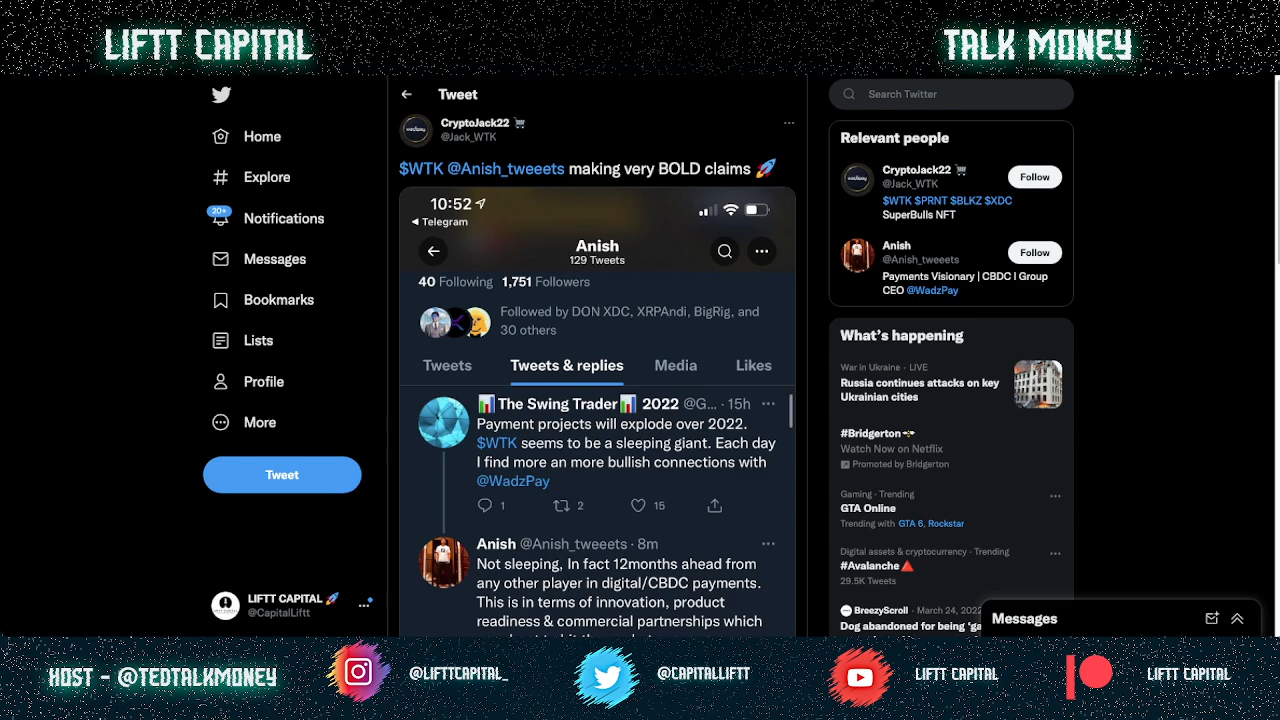 LIFTT CAPITAL
TALK MONEY
Home
Explore
20+
Notifications
Messages
Bookmarks
Lists
Profile
More
Tweet
LIFTT CAPITAL 🚀
@CapitalLiftt
Tweet
CryptoJack22 🛒
@Jack_WTK
$WTK @Anish_tweeets making very BOLD claims 🚀
10:52
Telegram
Anish
129 Tweets
40 Following 1,751 Followers
Followed by DON XDC, XRPAndi, BigRig, and
30 others
Tweets Tweets & replies Media Likes
📊The Swing Trader📊 2022 @G... · 15h
Payment projects will explode over 2022.
$WTK seems to be a sleeping giant. Each day
I find more an more bullish connections with
@WadzPay
1 2 15
Anish @Anish_tweeets · 8m
Not sleeping, In fact 12months ahead from
any other player in digital/CBDC payments.
This is in terms of innovation, product
readiness & commercial partnerships which
Search Twitter
Relevant people
CryptoJack22 🛒
@Jack_WTK
Follow
$WTK $PRNT $BLKZ $XDC
SuperBulls NFT
Anish
@Anish_tweeets
Follow
Payments Visionary | CBDC I Group
CEO @WadzPay
What's happening
War in Ukraine · LIVE
Russia continues attacks on key
Ukrainian cities
#Bridgerton
Watch Now on Netflix
Promoted by Bridgerton
Gaming · Trending
GTA Online
Trending with GTA 6, Rockstar
Digital assets & cryptocurrency · Trending
#Avalanche🔺
29.5K Tweets
BreezyScroll · March 24, 2022
Dog abandoned for being 'ga
Messages
HOST - @TEDTALKMONEY
@LIFTTCAPITAL_
@CAPITALLIFTT
LIFTT CAPITAL
LIFTT CAPITAL